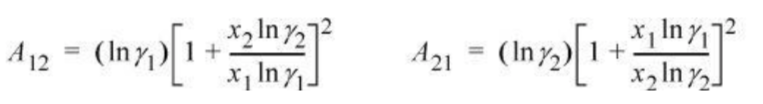 A₁₂ = (ln γ₁)[1 + x₂ ln γ₂ / x₁ ln γ₁]² A₂₁ = (ln γ₂)[1 + x₁ ln γ₁ / x₂ ln γ₂]²